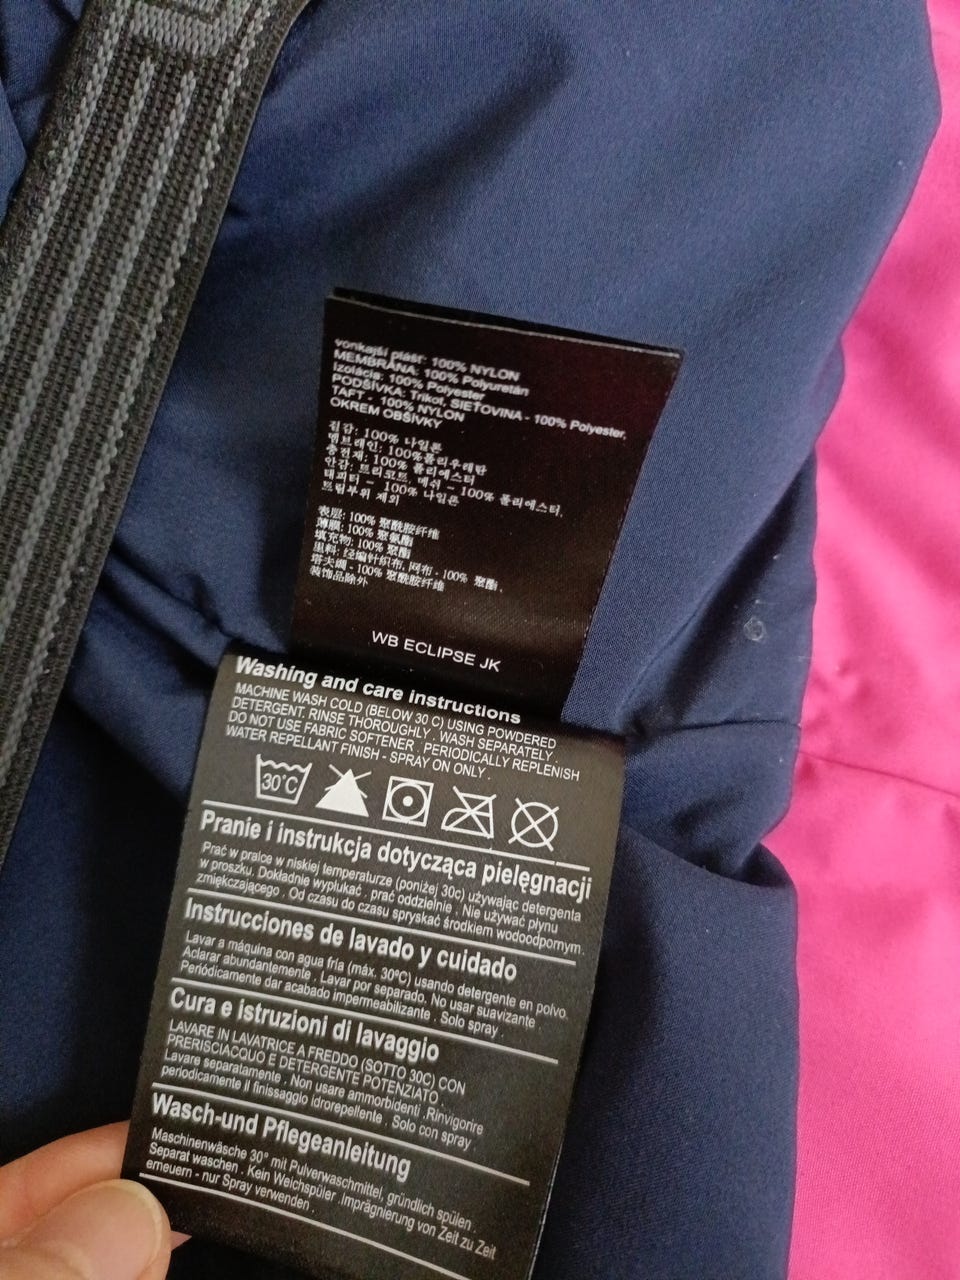 vonkajší plášť: 100% NYLON
MEMBRÁNA: 100% Polyuretán
Izolácia: 100% Polyester
PODŠÍVKA: Trikot, SIEŤOVINA - 100% Polyester,
TAFT - 100% NYLON
OKREM OBŠÍVKY
겉감: 100% 나일론
멤브레인: 100%폴리우레탄
충전재: 100% 폴리에스터
안감: 트리코트, 메쉬 - 100% 폴리에스터,
태피터 - 100% 나일론
트림부위 제외
表层: 100% 聚酰胺纤维
薄膜: 100% 聚氨酯
填充物: 100% 聚酯
里料: 经编针织布, 网布 - 100% 聚酯,
塔夫绸 - 100% 聚酰胺纤维
装饰品除外
WB ECLIPSE JK
Washing and care instructions
MACHINE WASH COLD (BELOW 30 C) USING POWDERED
DETERGENT. RINSE THOROUGHLY . WASH SEPARATELY .
DO NOT USE FABRIC SOFTENER . PERIODICALLY REPLENISH
WATER REPELLANT FINISH - SPRAY ON ONLY .
30°C
Pranie i instrukcja dotycząca pielęgnacji
Prać w pralce w niskiej temperaturze (poniżej 30c) używając detergenta
w proszku. Dokładnie wypłukać . prać oddzielnie . Nie używać płynu
zmiękczającego . Od czasu do czasu spryskać środkiem wodoodpornym.
Instrucciones de lavado y cuidado
Lavar a máquina con agua fría (máx. 30ºC) usando detergente en polvo.
Aclarar abundantemente . Lavar por separado. No usar suavizante
Periódicamente dar acabado impermeabilizante . Solo spray .
Cura e istruzioni di lavaggio
LAVARE IN LAVATRICE A FREDDO (SOTTO 30C) CON
PRERISCIACQUO E DETERGENTE POTENZIATO .
Lavare separatamente . Non usare ammorbidenti .Rinvigorire
periodicamente il finissaggio idrorepellente . Solo con spray
Wasch-und Pflegeanleitung
Maschinenwäsche 30° mit Pulverwaschmittel, gründlich spülen .
Separat waschen . Kein Weichspüler .Imprägnierung von Zeit zu Zeit
erneuern - nur Spray verwenden .